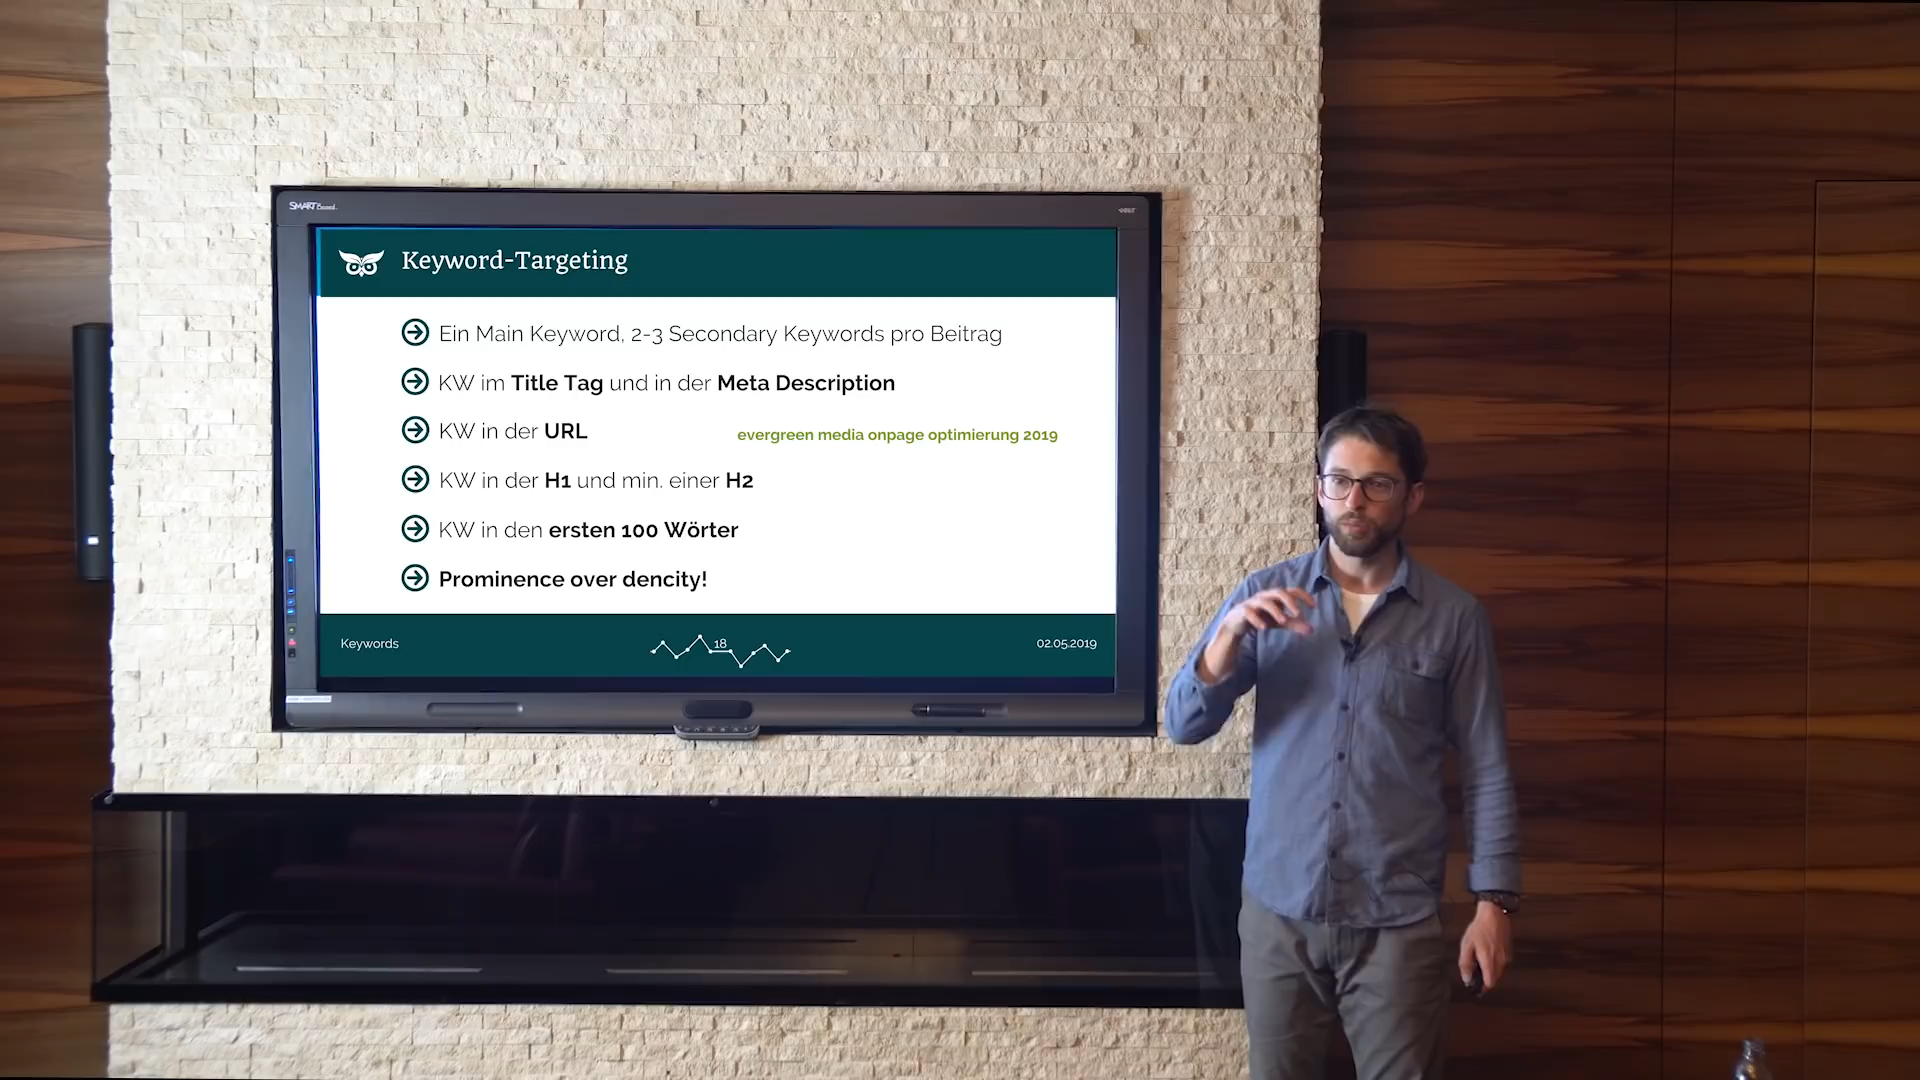 SMART Board
Keyword-Targeting
Ein Main Keyword, 2-3 Secondary Keywords pro Beitrag
KW im Title Tag und in der Meta Description
KW in der URL
evergreen media onpage optimierung 2019
KW in der H1 und min. einer H2
KW in den ersten 100 Wörter
Prominence over dencity!
Keywords
18
02.05.2019